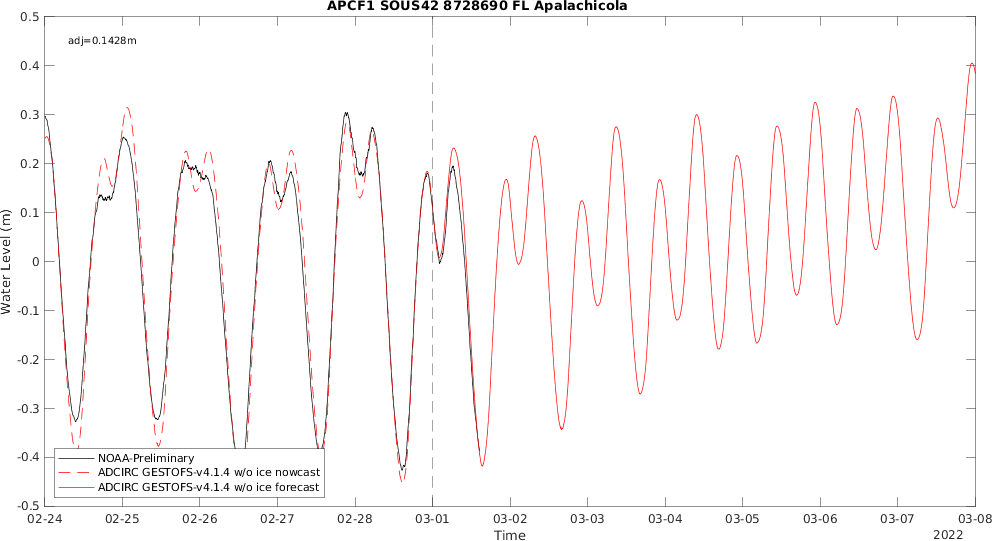 APCF1 SOUS42 8728690 FL Apalachicola
adj=0.1428m
Water Level (m)
0.5
0.4
0.3
0.2
0.1
0
-0.1
-0.2
-0.3
-0.4
-0.5
NOAA-Preliminary
ADCIRC GESTOFS-v4.1.4 w/o ice nowcast
ADCIRC GESTOFS-v4.1.4 w/o ice forecast
02-24 02-25 02-26 02-27 02-28 03-01 03-02 03-03 03-04 03-05 03-06 03-07 03-08
Time
2022